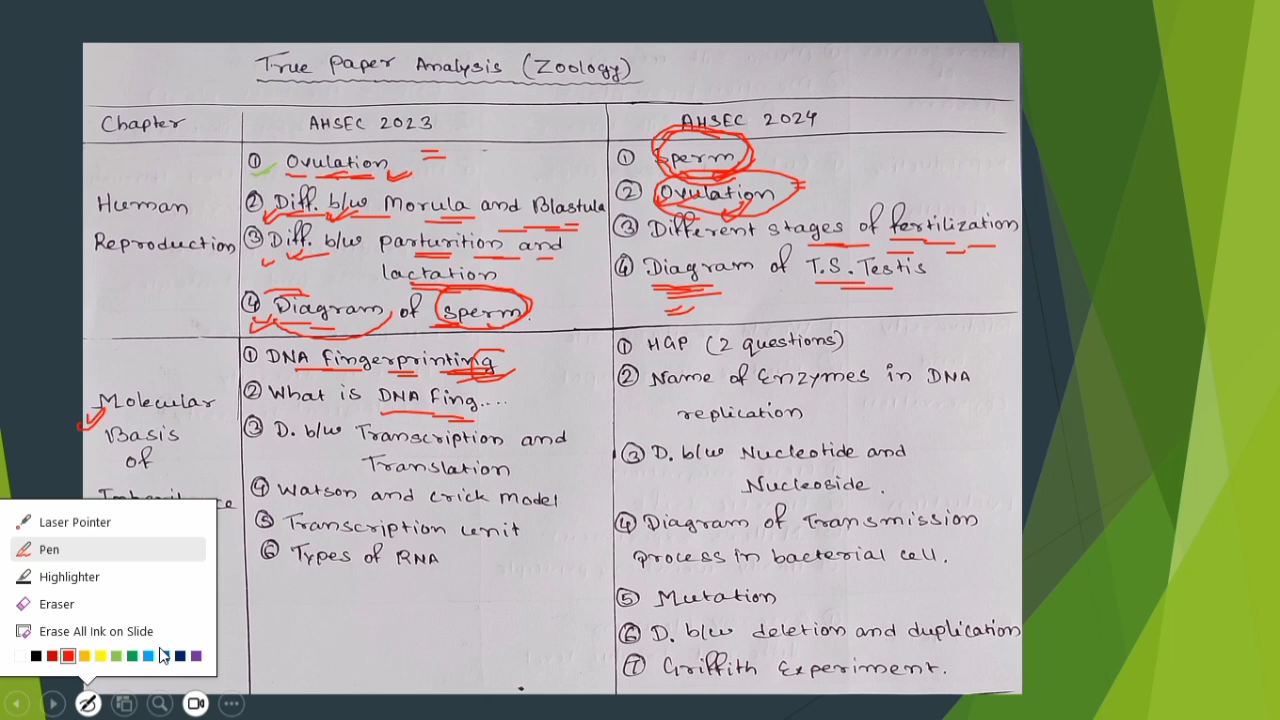 True Paper Analysis (Zoology)
Chapter
AHSEC 2023
AHSEC 2024
Human
Reproduction
① Ovulation
② Diff. b/w Morula and Blastula
③ Diff. b/w parturition and
lactation
④ Diagram of sperm.
① Sperm
② Ovulation
③ Different stages of fertilization
④ Diagram of T.S. Testis
Molecular
Basis
of
① DNA fingerprinting
② What is DNA Fing....
③ D. b/w Transcription and
Translation
④ Watson and crick model
⑤ Transcription unit
⑥ Types of RNA
① HGP (2 questions)
② Name of Enzymes in DNA
replication
③ D. b/w Nucleotide and
Nucleoside.
④ Diagram of Transmission
process in bacterial cell.
⑤ Mutation
⑥ D. b/w deletion and duplication
⑦ Griffith Experiment.
Laser Pointer
Pen
Highlighter
Eraser
Erase All Ink on Slide